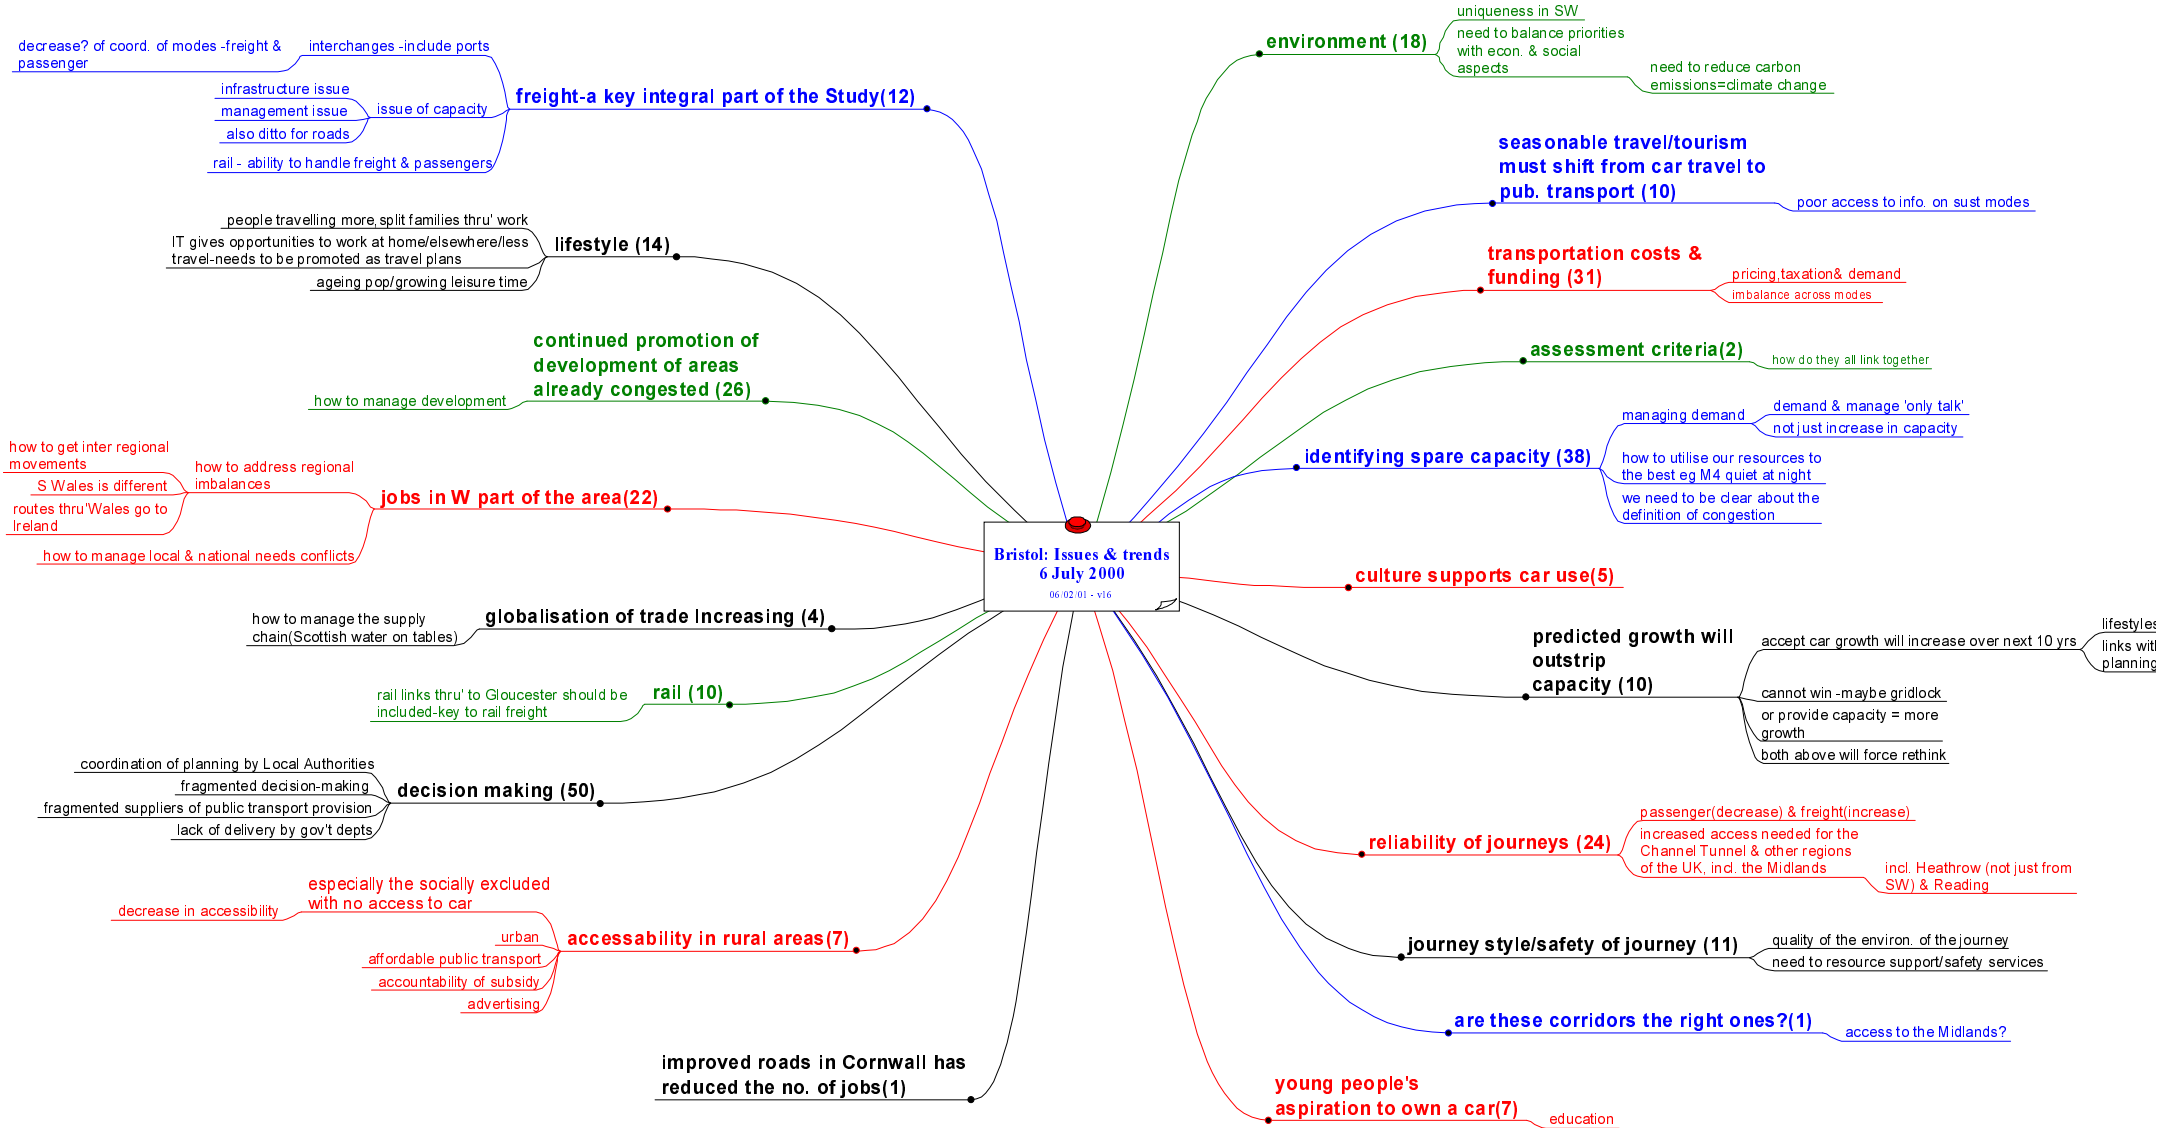 Bristol: Issues & trends
6 July 2000
06/02/01 - v16
environment (18)
uniqueness in SW
need to balance priorities
with econ. & social
aspects
need to reduce carbon
emissions=climate change
seasonable travel/tourism
must shift from car travel to
pub. transport (10)
poor access to info. on sust modes
transportation costs &
funding (31)
pricing,taxation& demand
imbalance across modes
assessment criteria(2)
how do they all link together
identifying spare capacity (38)
managing demand
demand & manage 'only talk'
not just increase in capacity
how to utilise our resources to
the best eg M4 quiet at night
we need to be clear about the
definition of congestion
culture supports car use(5)
predicted growth will
outstrip
capacity (10)
accept car growth will increase over next 10 yrs
lifestyles
links
planning
cannot win -maybe gridlock
or provide capacity = more
growth
both above will force rethink
reliability of journeys (24)
passenger(decrease) & freight(increase)
increased access needed for the
Channel Tunnel & other regions
of the UK, incl. the Midlands
incl. Heathrow (not just from
SW) & Reading
journey style/safety of journey (11)
quality of the environ. of the journey
need to resource support/safety services
are these corridors the right ones?(1)
access to the Midlands?
young people's
aspiration to own a car(7)
education
improved roads in Cornwall has
reduced the no. of jobs(1)
accessability in rural areas(7)
especially the socially excluded
with no access to car
decrease in accessibility
urban
affordable public transport
accountability of subsidy
advertising
decision making (50)
coordination of planning by Local Authorities
fragmented decision-making
fragmented suppliers of public transport provision
lack of delivery by gov't depts
rail (10)
rail links thru' to Gloucester should be
included-key to rail freight
globalisation of trade Increasing (4)
how to manage the supply
chain(Scottish water on tables)
jobs in W part of the area(22)
how to address regional
imbalances
how to get inter regional
movements
S Wales is different
routes thru'Wales go to
Ireland
how to manage local & national needs conflicts
continued promotion of
development of areas
already congested (26)
how to manage development
lifestyle (14)
people travelling more,split families thru' work
IT gives opportunities to work at home/elsewhere/less
travel-needs to be promoted as travel plans
ageing pop/growing leisure time
freight-a key integral part of the Study(12)
interchanges -include ports
decrease? of coord. of modes -freight &
passenger
issue of capacity
infrastructure issue
management issue
also ditto for roads
rail - ability to handle freight & passengers